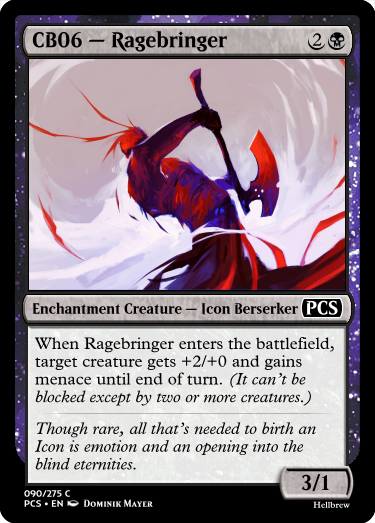 CB06 — Ragebringer 2
Enchantment Creature — Icon Berserker PCS
When Ragebringer enters the battlefield,
target creature gets +2/+0 and gains
menace until end of turn. (It can't be
blocked except by two or more creatures.)
Though rare, all that's needed to birth an
Icon is emotion and an opening into the
blind eternities.
3/1
090/275 C
PCS • EN DOMINIK MAYER
Hellbrew